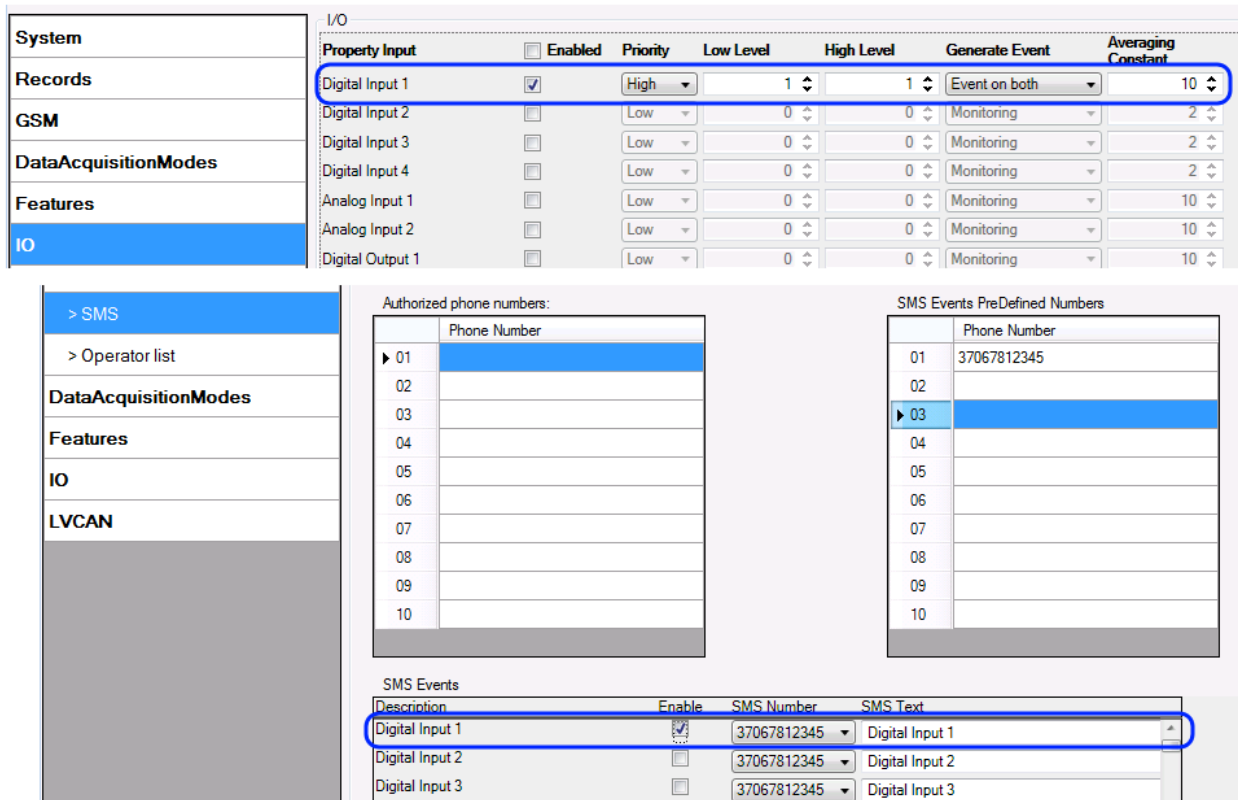 System
Records
GSM
DataAcquisitionModes
Features
IO
I/O
Property Input Enabled Priority Low Level High Level Generate Event Averaging Constant
Digital Input 1 High 1 1 Event on both 10
Digital Input 2 Low 0 0 Monitoring 2
Digital Input 3 Low 0 0 Monitoring 2
Digital Input 4 Low 0 0 Monitoring 2
Analog Input 1 Low 0 0 Monitoring 10
Analog Input 2 Low 0 0 Monitoring 10
Digital Output 1 Low 0 0 Monitoring 10
> SMS
> Operator list
DataAcquisitionModes
Features
IO
LVCAN
Authorized phone numbers:
Phone Number
01
02
03
04
05
06
07
08
09
10
SMS Events PreDefined Numbers
Phone Number
01 37067812345
02
03
04
05
06
07
08
09
10
SMS Events
Description Enable SMS Number SMS Text
Digital Input 1 37067812345 Digital Input 1
Digital Input 2 37067812345 Digital Input 2
Digital Input 3 37067812345 Digital Input 3